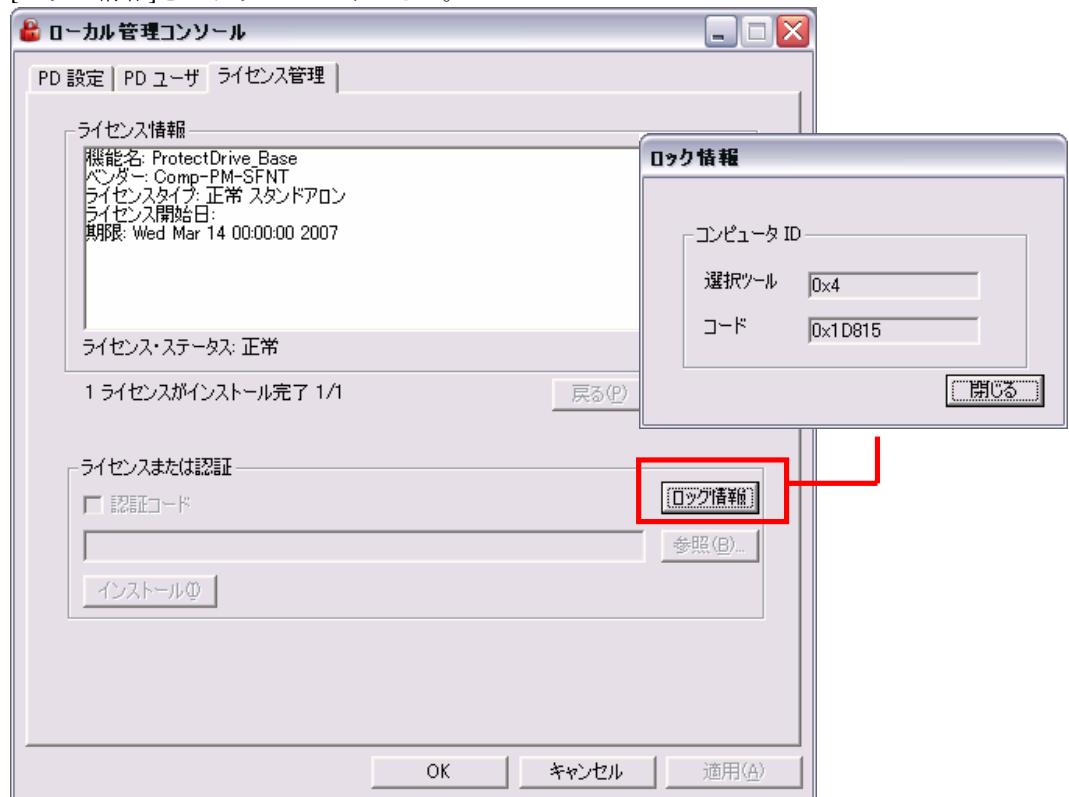 ローカル管理コンソール
PD 設定
PD ユーザ
ライセンス管理
ライセンス情報
機能名: ProtectDrive_Base
ベンダー: Comp-PM-SFNT
ライセンスタイプ: 正常 スタンドアロン
ライセンス開始日:
期限: Wed Mar 14 00:00:00 2007
ライセンス・ステータス: 正常
1 ライセンスがインストール完了 1/1
戻る(P)
ロック情報
コンピュータ ID
選択ツール
0x4
コード
0x1D815
閉じる
ライセンスまたは認証
認証コード
ロック情報
参照(B)...
インストール(I)
OK
キャンセル
適用(A)